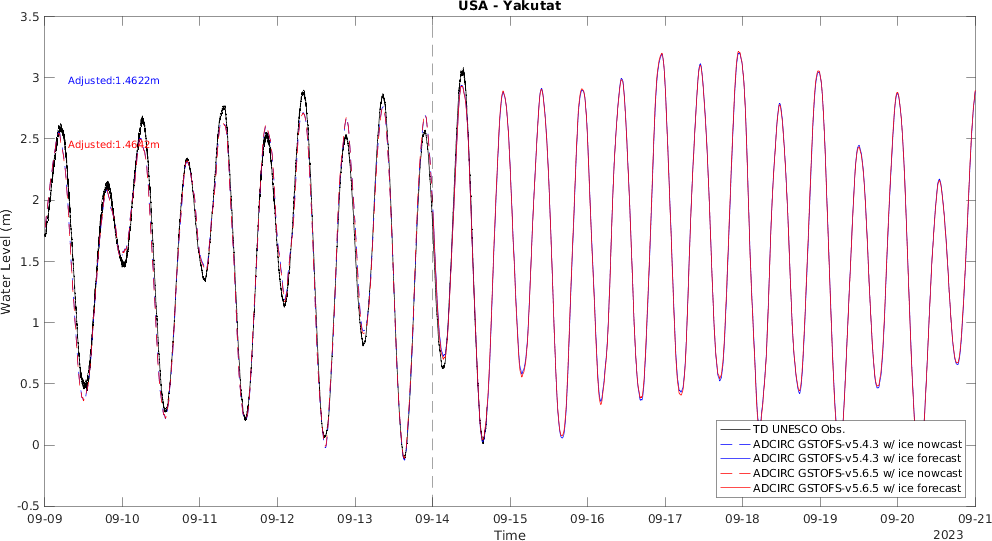 USA - Yakutat
3.5
3
2.5
2
1.5
1
0.5
0
-0.5
Water Level (m)
Adjusted:1.4622m
Adjusted:1.4642m
TD UNESCO Obs.
ADCIRC GSTOFS-v5.4.3 w/ ice nowcast
ADCIRC GSTOFS-v5.4.3 w/ ice forecast
ADCIRC GSTOFS-v5.6.5 w/ ice nowcast
ADCIRC GSTOFS-v5.6.5 w/ ice forecast
09-09 09-10 09-11 09-12 09-13 09-14 09-15 09-16 09-17 09-18 09-19 09-20 09-21
Time
2023